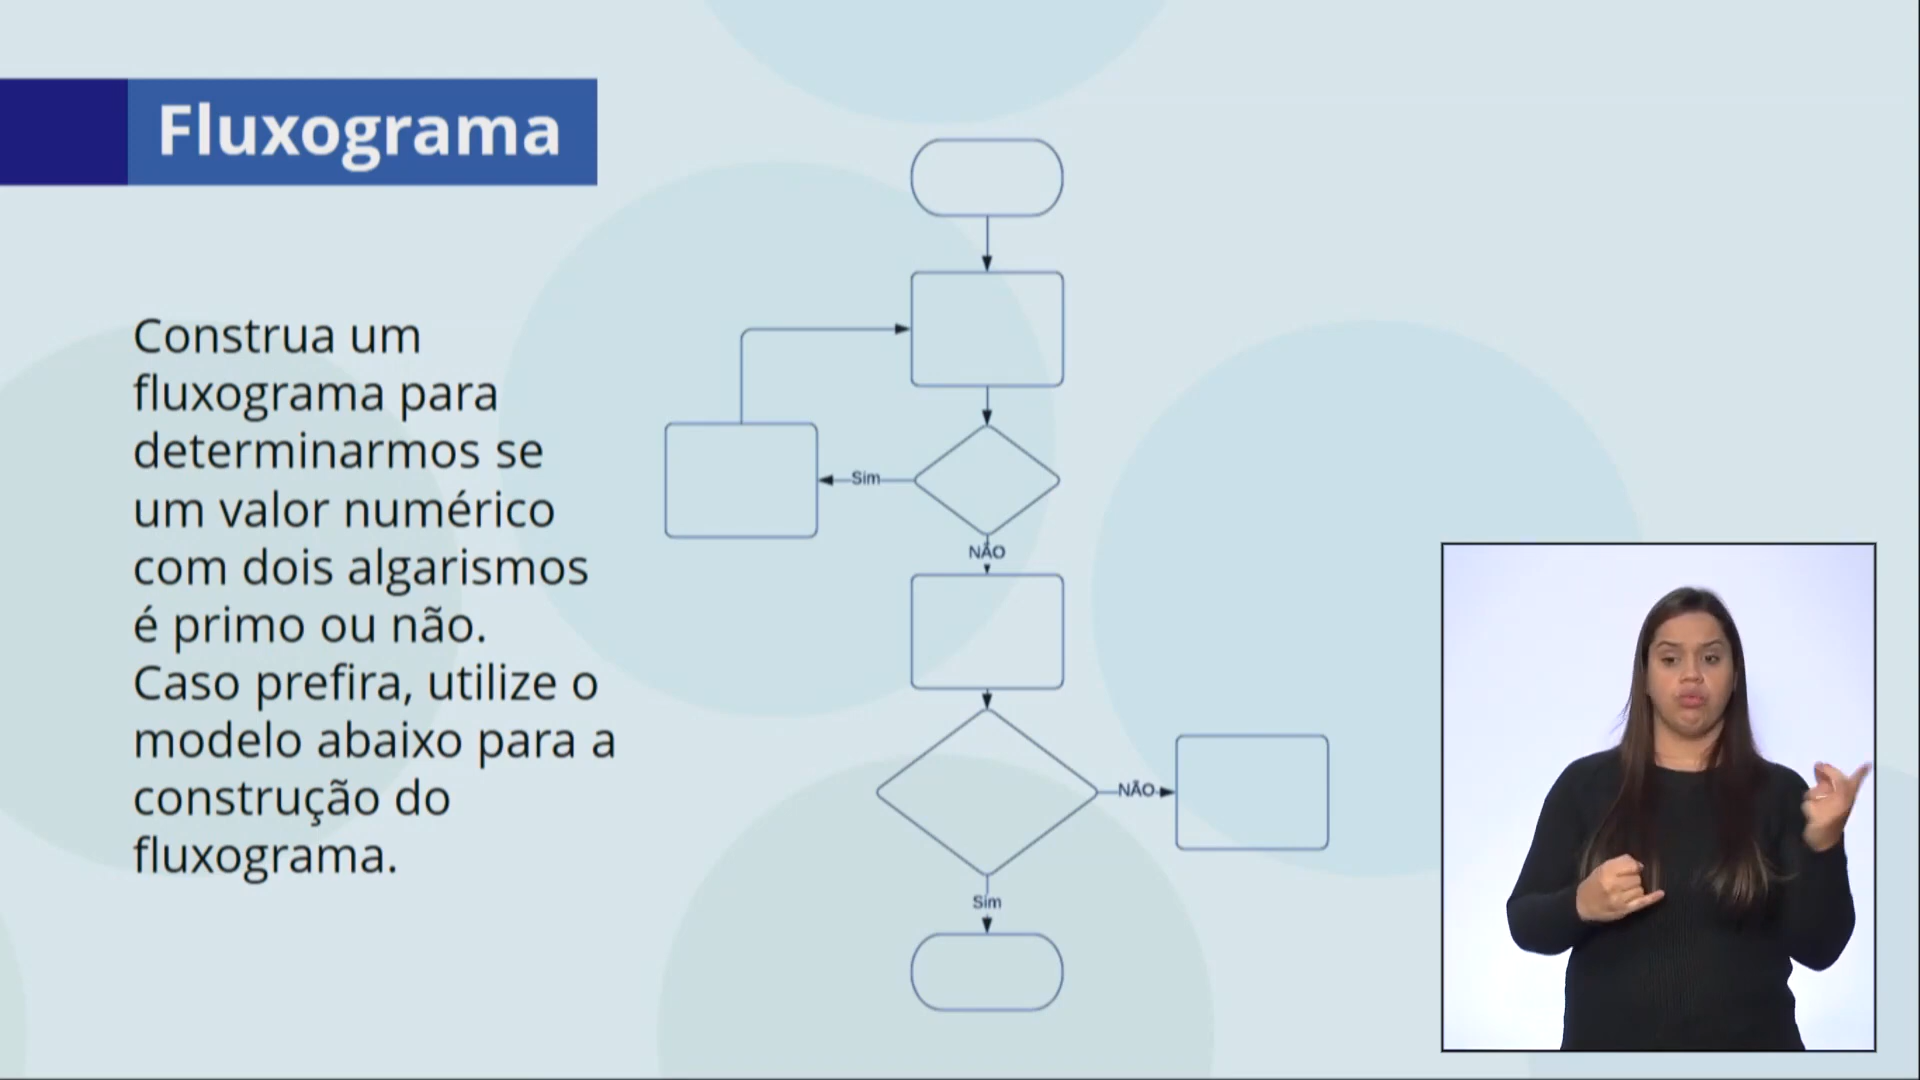 Fluxograma
Construa um
fluxograma para
determinarmos se
um valor numérico
com dois algarismos
é primo ou não.
Caso prefira, utilize o
modelo abaixo para a
construção do
fluxograma.
Sim
NÃO
NÃO
Sim